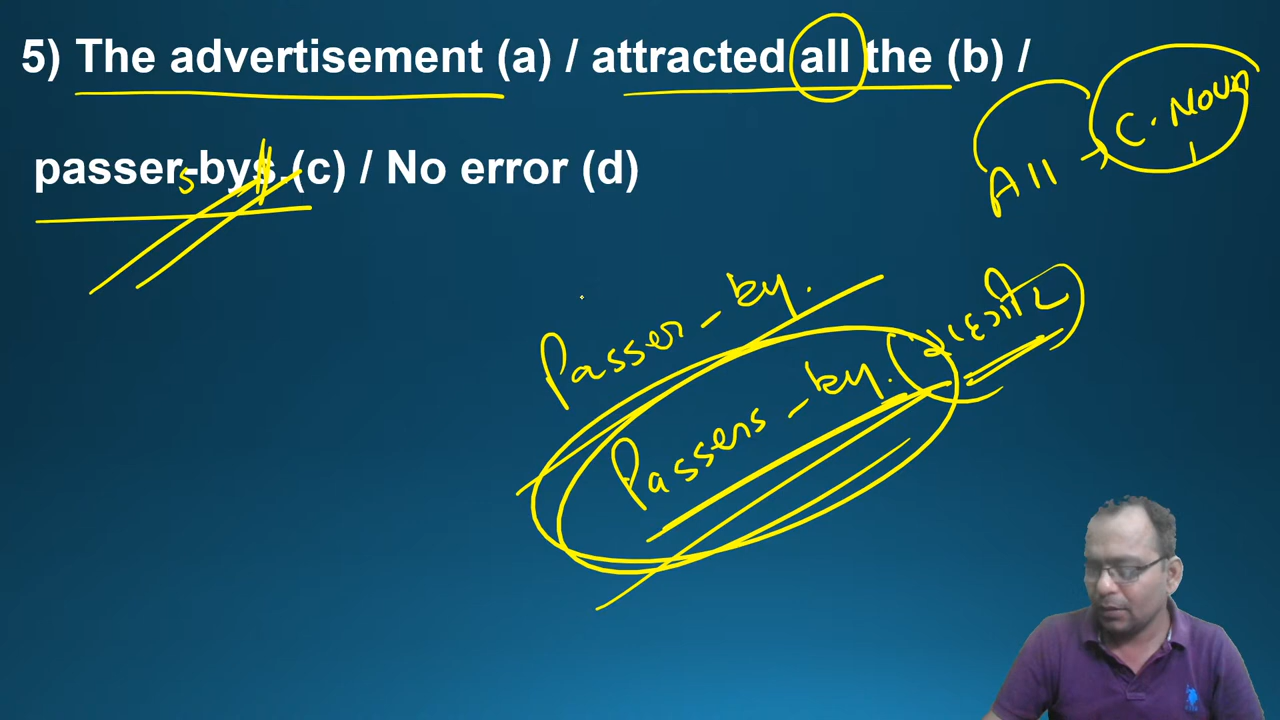 5) The advertisement (a) / attracted all the (b) /
passer-bys.(c) / No error (d)
s
All → C. Noun
Passer-by.
Passers-by.